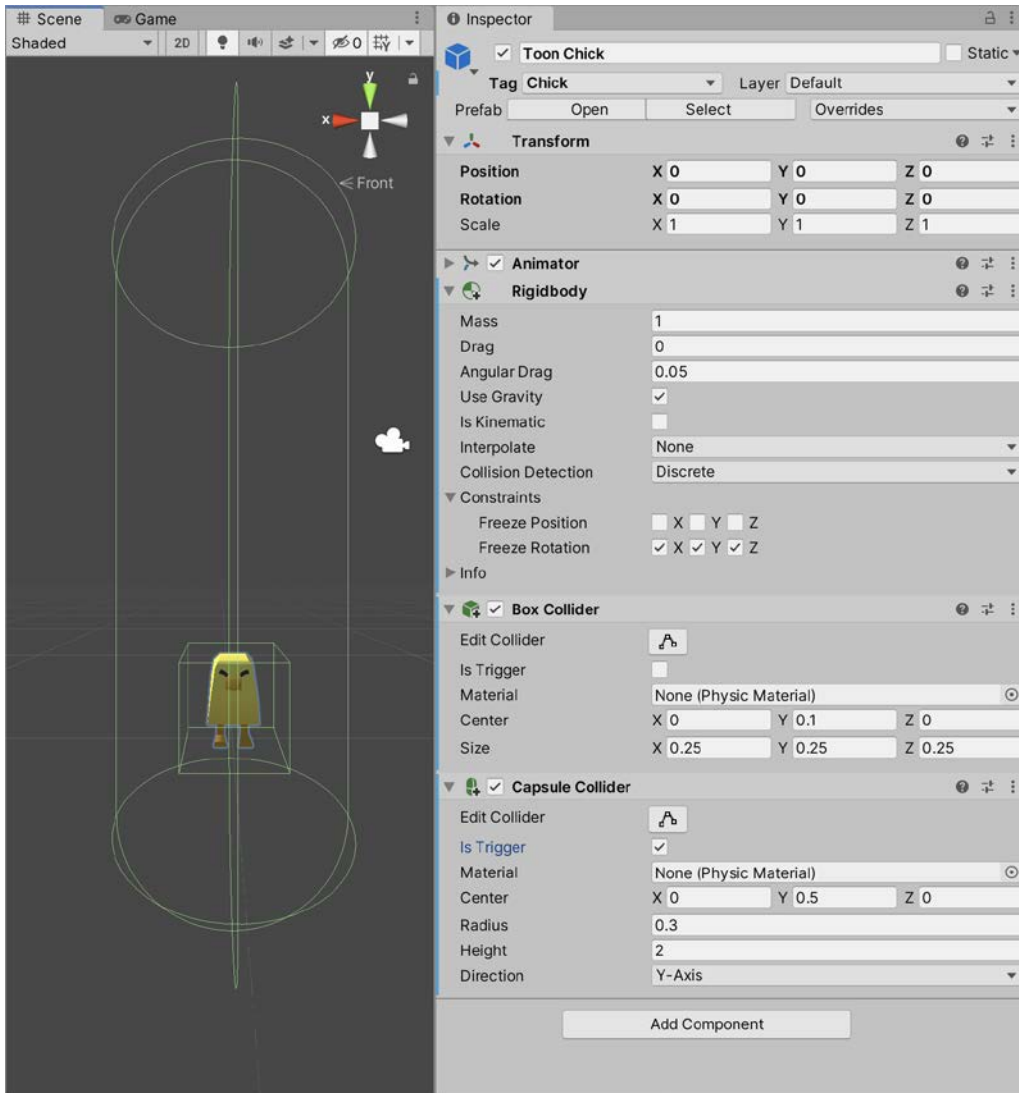 Scene Game
Shaded 2D 0
y
x
Front
Inspector
Toon Chick Static
Tag Chick Layer Default
Prefab Open Select Overrides
Transform
Position X 0 Y 0 Z 0
Rotation X 0 Y 0 Z 0
Scale X 1 Y 1 Z 1
Animator
Rigidbody
Mass 1
Drag 0
Angular Drag 0.05
Use Gravity
Is Kinematic
Interpolate None
Collision Detection Discrete
Constraints
Freeze Position X Y Z
Freeze Rotation X Y Z
Info
Box Collider
Edit Collider
Is Trigger
Material None (Physic Material)
Center X 0 Y 0.1 Z 0
Size X 0.25 Y 0.25 Z 0.25
Capsule Collider
Edit Collider
Is Trigger
Material None (Physic Material)
Center X 0 Y 0.5 Z 0
Radius 0.3
Height 2
Direction Y-Axis
Add Component